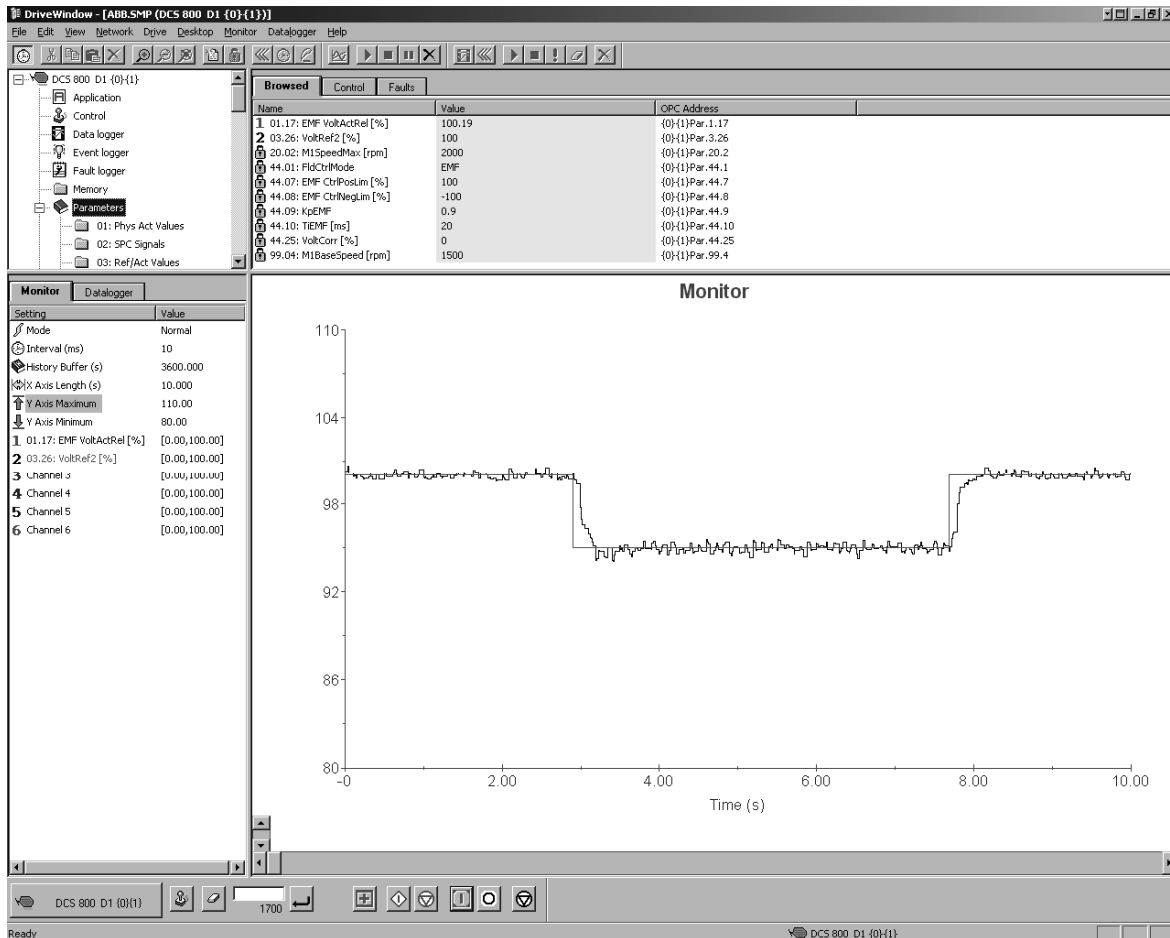 DriveWindow - [ABB.SMP (DCS 800 D1 {0}{1})]
File Edit View Network Drive Desktop Monitor Datalogger Help
DCS 800 D1 {0}{1}
Application
Control
Data logger
Event logger
Fault logger
Memory
Parameters
01: Phys Act Values
02: SPC Signals
03: Ref/Act Values
Browsed Control Faults
Name Value OPC Address
1 01.17: EMF VoltActRel [%] 100.19 {0}{1}Par.1.17
2 03.26: VoltRef2 [%] 100 {0}{1}Par.3.26
20.02: M1SpeedMax [rpm] 2000 {0}{1}Par.20.2
44.01: FldCtrlMode EMF {0}{1}Par.44.1
44.07: EMF CtrlPosLim [%] 100 {0}{1}Par.44.7
44.08: EMF CtrlNegLim [%] -100 {0}{1}Par.44.8
44.09: KpEMF 0.9 {0}{1}Par.44.9
44.10: TiEMF [ms] 20 {0}{1}Par.44.10
44.25: VoltCorr [%] 0 {0}{1}Par.44.25
99.04: M1BaseSpeed [rpm] 1500 {0}{1}Par.99.4
Monitor Datalogger
Setting Value
Mode Normal
Interval (ms) 10
History Buffer (s) 3600.000
X Axis Length (s) 10.000
Y Axis Maximum 110.00
Y Axis Minimum 80.00
1 01.17: EMF VoltActRel [%] [0.00,100.00]
2 03.26: VoltRef2 [%] [0.00,100.00]
3 Channel 3 [0.00,100.00]
4 Channel 4 [0.00,100.00]
5 Channel 5 [0.00,100.00]
6 Channel 6 [0.00,100.00]
Monitor
110
104
98
92
86
80
-0 2.00 4.00 6.00 8.00 10.00
Time (s)
DCS 800 D1 {0}{1}
1700
Ready
DCS 800 D1 {0}{1}